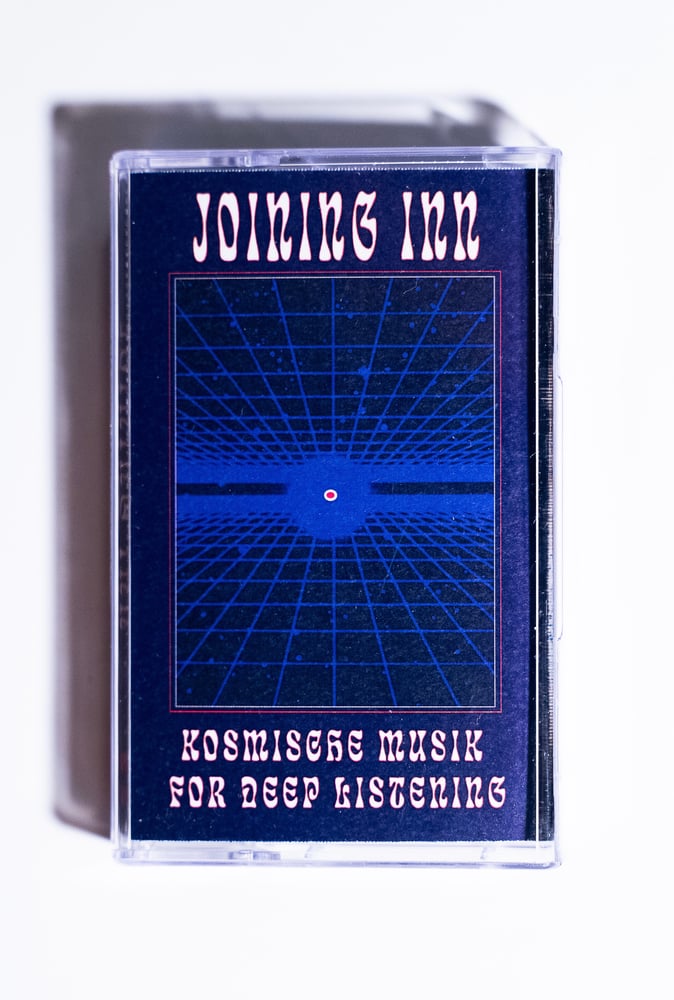 JOINING INN
KOSMISCHE MUSIK
FOR DEEP LISTENING